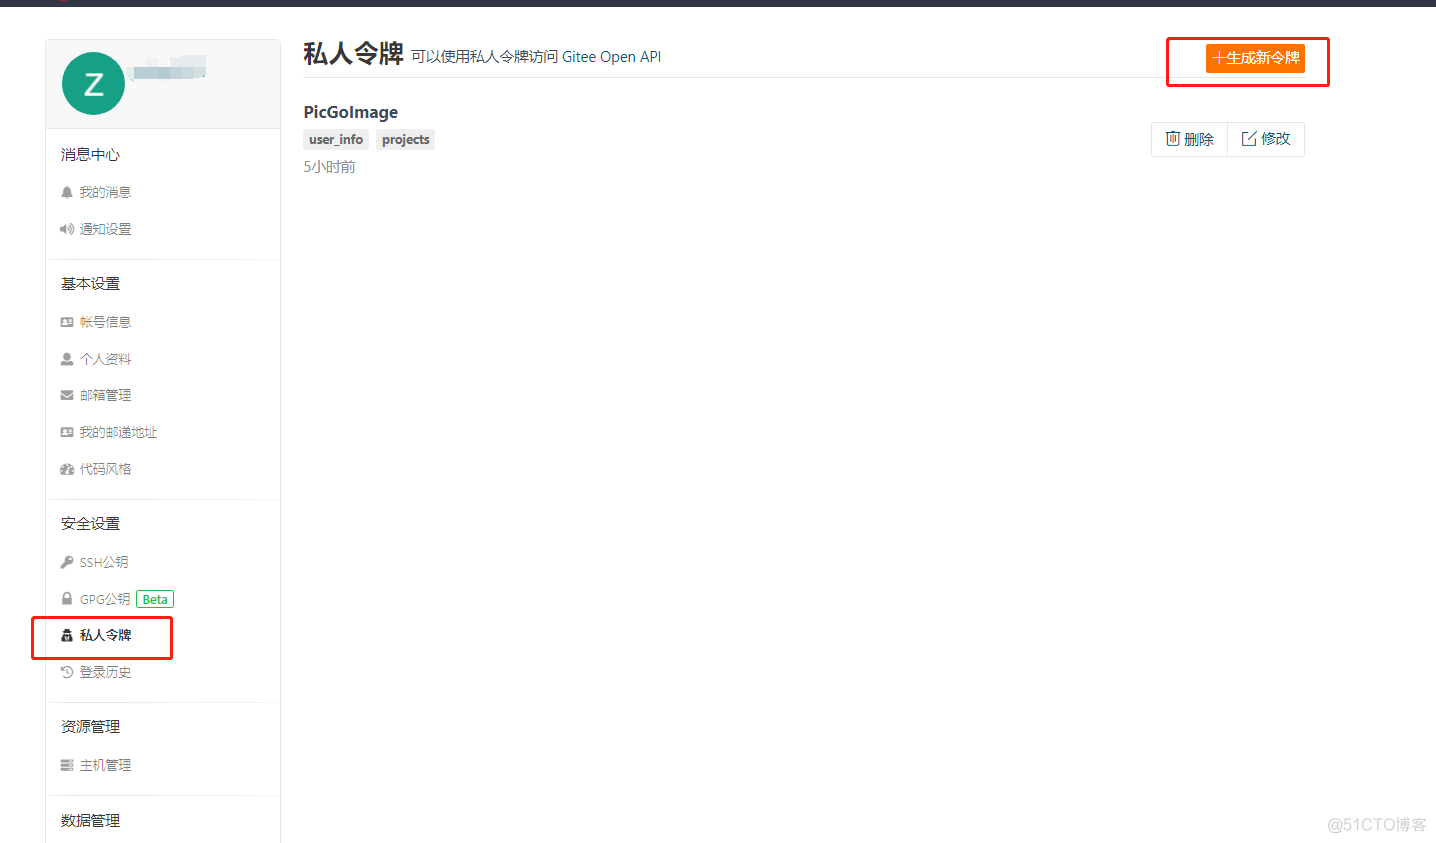 Z
消息中心
我的消息
通知设置
基本设置
帐号信息
个人资料
邮箱管理
我的邮递地址
代码风格
安全设置
SSH公钥
GPG公钥 Beta
私人令牌
登录历史
资源管理
主机管理
数据管理
私人令牌 可以使用私人令牌访问 Gitee Open API
+生成新令牌
PicGoImage
user_info projects
删除 修改
5小时前
@51CTO博客